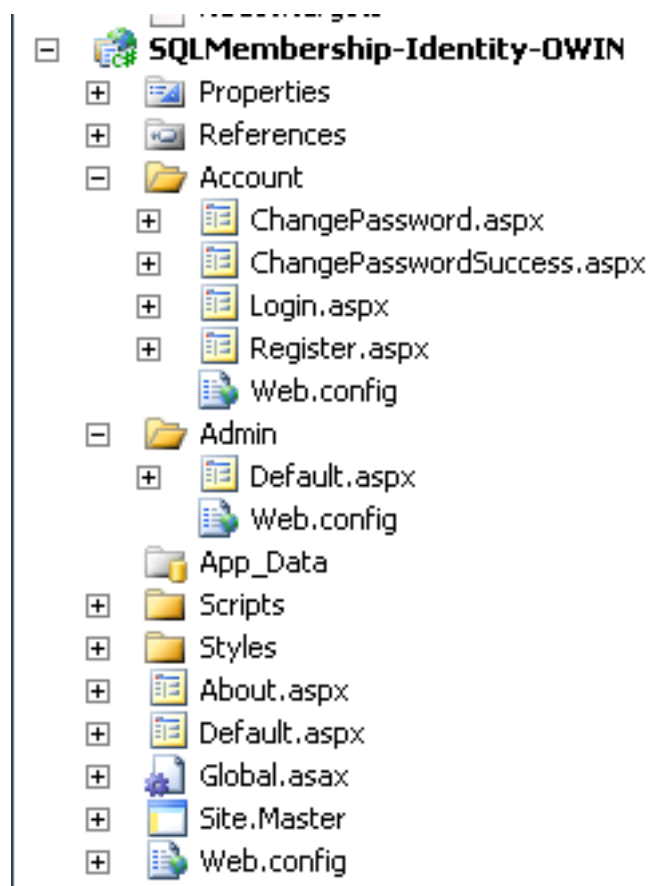 SQLMembership-Identity-OWIN
Properties
References
Account
ChangePassword.aspx
ChangePasswordSuccess.aspx
Login.aspx
Register.aspx
Web.config
Admin
Default.aspx
Web.config
App_Data
Scripts
Styles
About.aspx
Default.aspx
Global.asax
Site.Master
Web.config